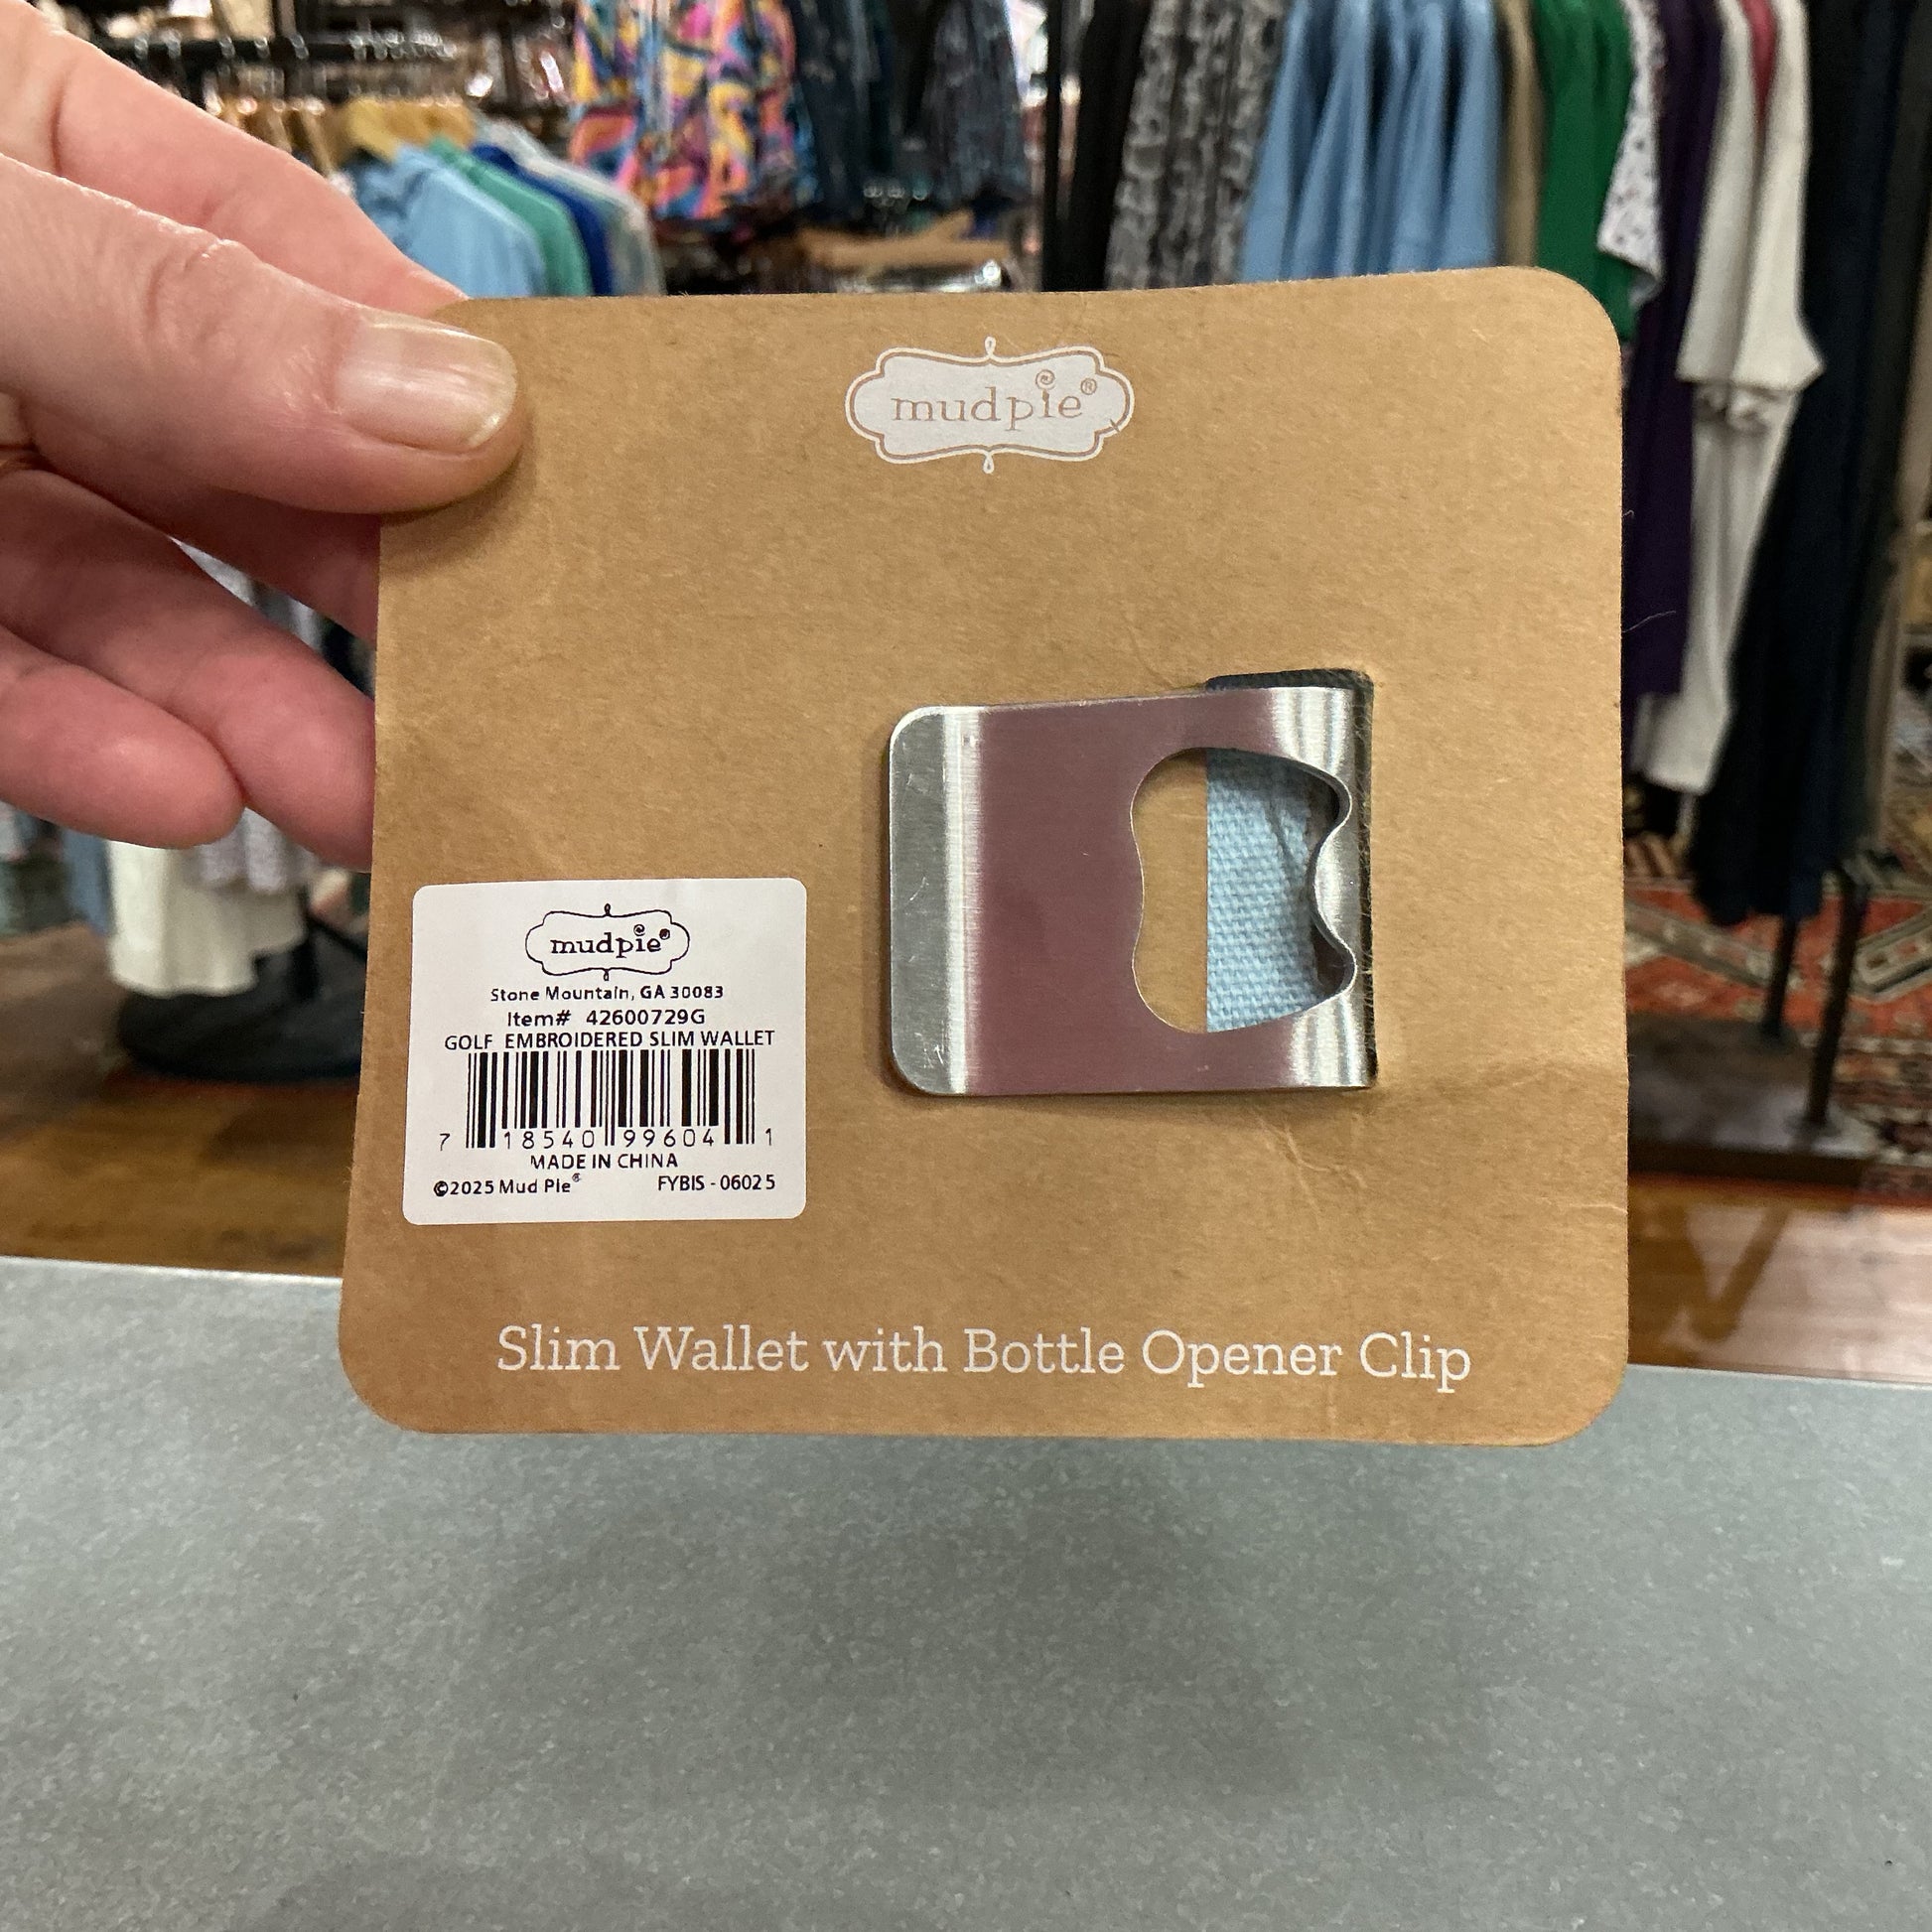 mudpie®
mudpie®
Stone Mountain, GA 30083
Item# 42600729G
GOLF EMBROIDERED SLIM WALLET
7 18540 99604 1
MADE IN CHINA
©2025 Mud Pie® FYBIS - 06025
Slim Wallet with Bottle Opener Clip